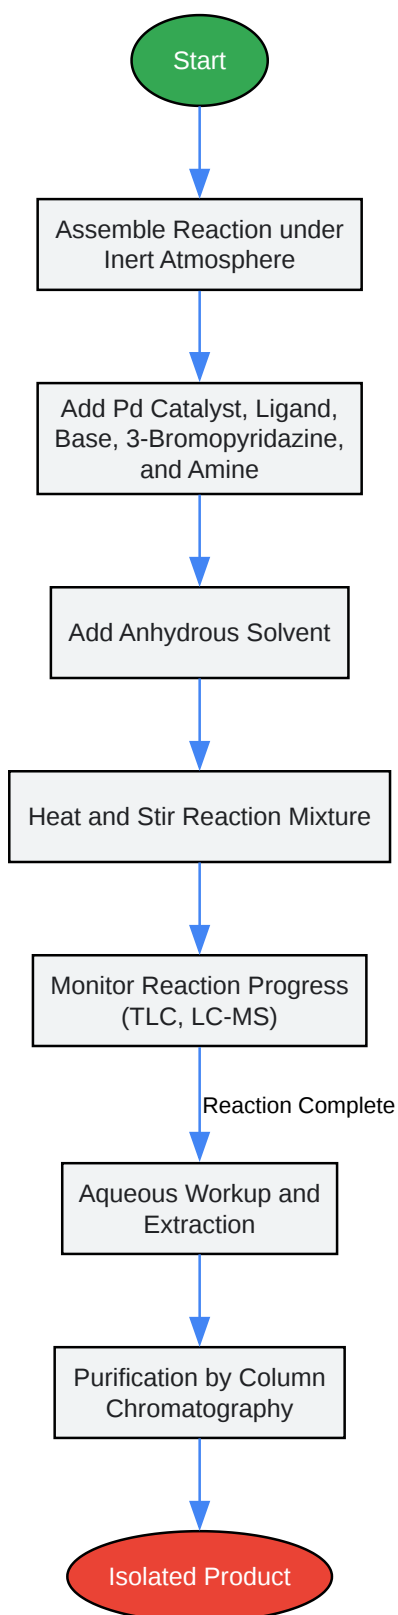 Start
Assemble Reaction under
Inert Atmosphere
Add Pd Catalyst, Ligand,
Base, 3-Bromopyridazine,
and Amine
Add Anhydrous Solvent
Heat and Stir Reaction Mixture
Monitor Reaction Progress
(TLC, LC-MS)
Reaction Complete
Aqueous Workup and
Extraction
Purification by Column
Chromatography
Isolated Product